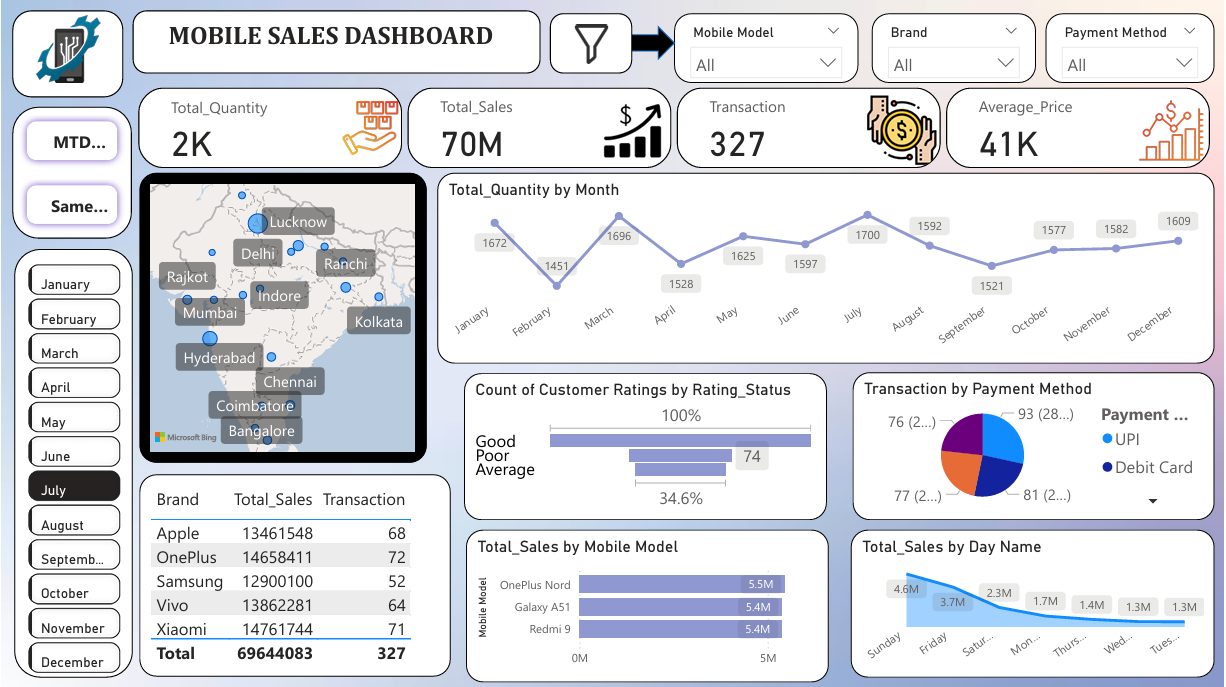 MOBILE SALES DASHBOARD
Mobile Model
All
Brand
All
Payment Method
All
MTD...
Same...
Total_Quantity
2K
Total_Sales
70M
Transaction
327
Average_Price
41K
January
February
March
April
May
June
July
August
Septemb...
October
November
December
Lucknow
Delhi
Ranchi
Rajkot
Indore
Mumbai
Kolkata
Hyderabad
Chennai
Coimbatore
Bangalore
Microsoft Bing
Total_Quantity by Month
1672
1451
1696
1528
1625
1597
1700
1592
1521
1577
1582
1609
January
February
March
April
May
June
July
August
September
October
November
December
Brand Total_Sales Transaction
Apple 13461548 68
OnePlus 14658411 72
Samsung 12900100 52
Vivo 13862281 64
Xiaomi 14761744 71
Total 69644083 327
Count of Customer Ratings by Rating_Status
100%
Good
Poor 74
Average
34.6%
Transaction by Payment Method
76 (2...)
93 (28...)
77 (2...)
81 (2...)
Payment ...
UPI
Debit Card
Total_Sales by Mobile Model
Mobile Model
OnePlus Nord 5.5M
Galaxy A51 5.4M
Redmi 9 5.4M
0M 5M
Total_Sales by Day Name
4.6M
3.7M
2.3M
1.7M
1.4M
1.3M
1.3M
Sunday
Friday
Satur...
Mon...
Thurs...
Wed...
Tues...